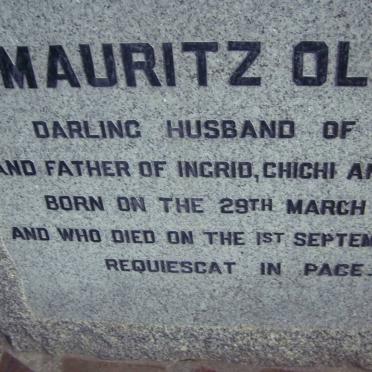 MAURITZ OL
DARLING HUSBAND OF
AND FATHER OF INGRID, CHICHI AN
BORN ON THE 29TH MARCH
AND WHO DIED ON THE 1ST SEPTEM
REQUIESCAT IN PACE.